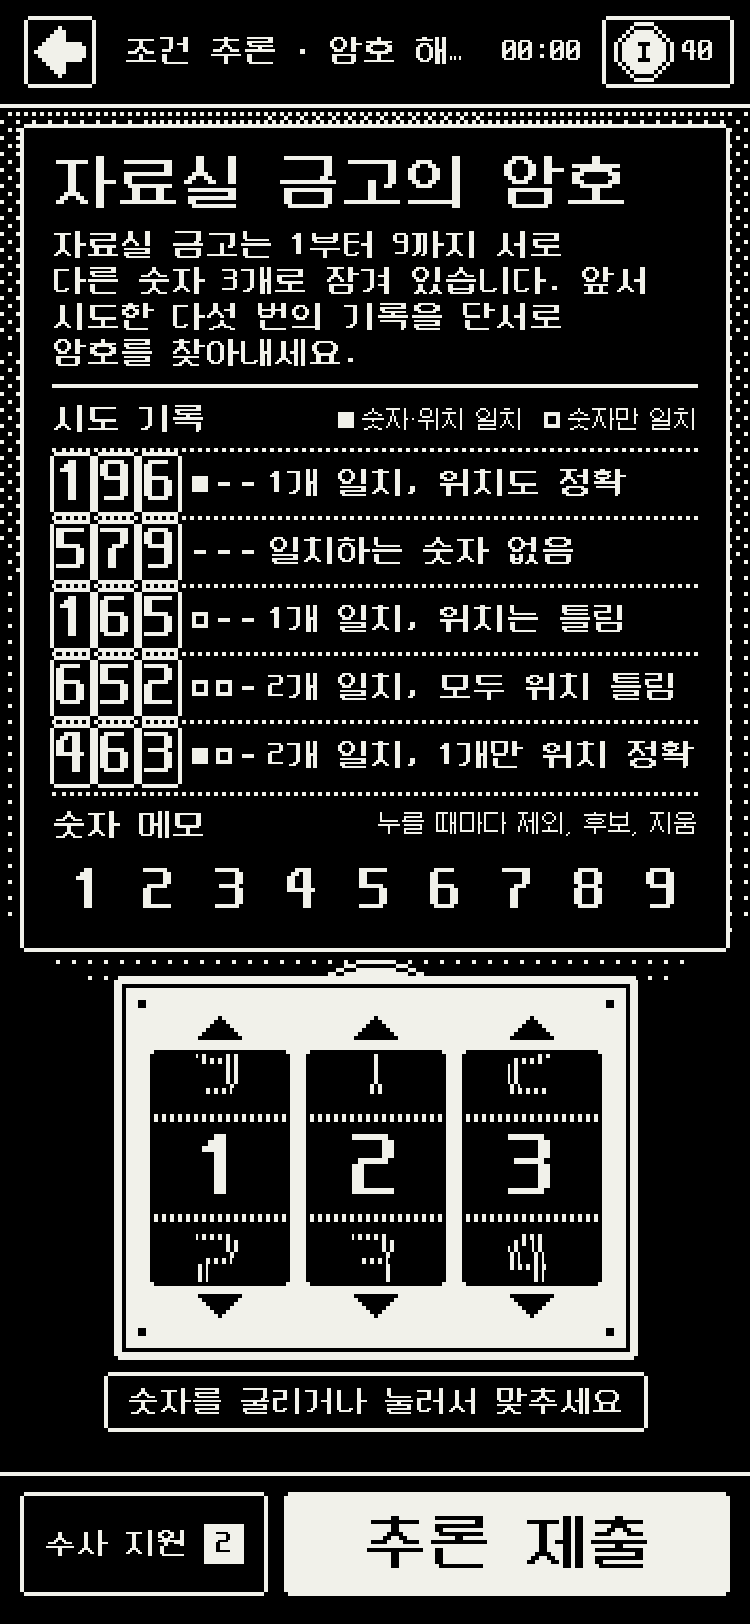 조건 추론 · 암호 해… 00:00 I 40
자료실 금고의 암호
자료실 금고는 1부터 9까지 서로
다른 숫자 3개로 잠겨 있습니다. 앞서
시도한 다섯 번의 기록을 단서로
암호를 찾아내세요.
시도 기록 ■ 숫자·위치 일치 □ 숫자만 일치
196 ■-- 1개 일치, 위치도 정확
579 --- 일치하는 숫자 없음
165 □-- 1개 일치, 위치는 틀림
652 □□- 2개 일치, 모두 위치 틀림
463 ■□- 2개 일치, 1개만 위치 정확
숫자 메모 누를 때마다 제외, 후보, 지움
1 2 3 4 5 6 7 8 9
1 2 3
숫자를 굴리거나 눌러서 맞추세요
수사 지원 2 추론 제출